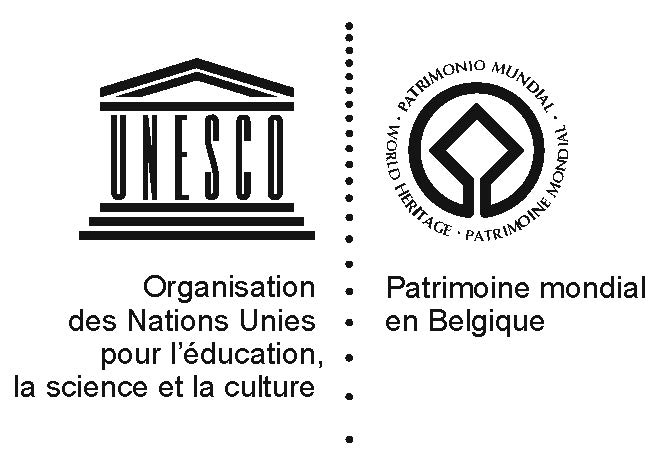 UNESCO
Organisation
des Nations Unies
pour l'éducation,
la science et la culture
WORLD HERITAGE · PATRIMONIO MUNDIAL · PATRIMOINE MONDIAL ·
Patrimoine mondial
en Belgique